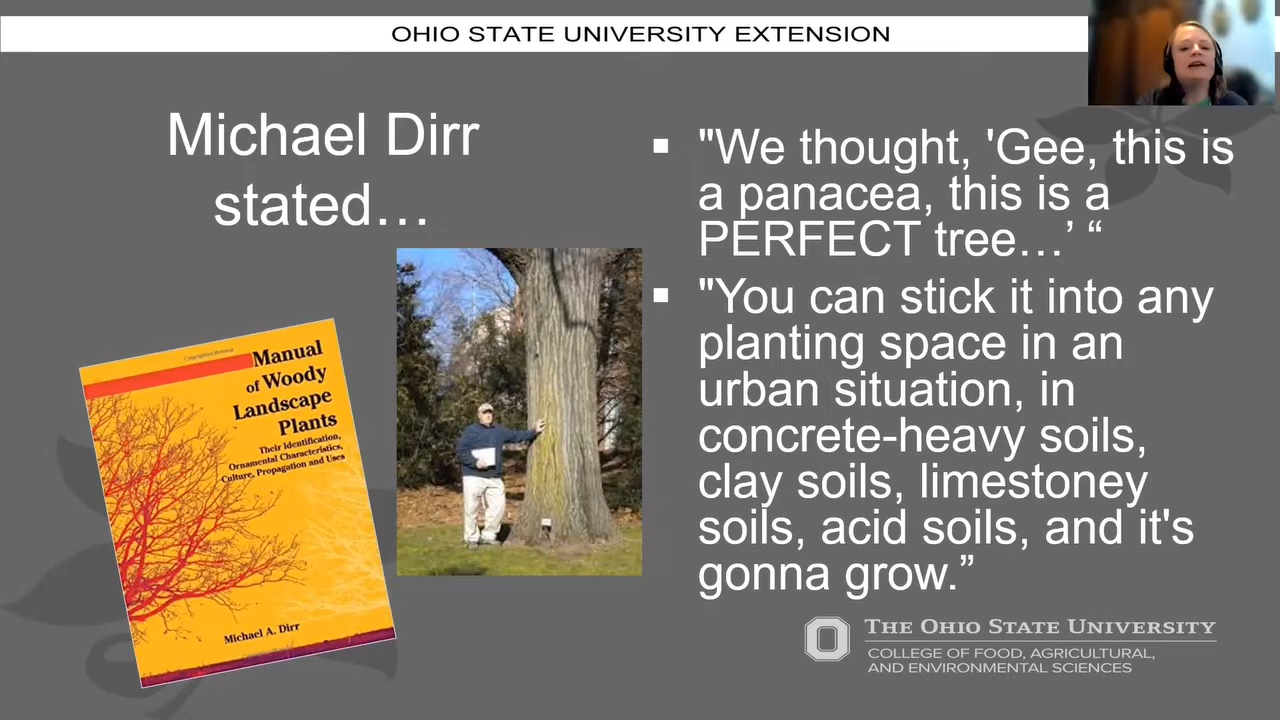 OHIO STATE UNIVERSITY EXTENSION
Michael Dirr
stated…
"We thought, 'Gee, this is
a panacea, this is a
PERFECT tree…’ “
"You can stick it into any
planting space in an
urban situation, in
concrete-heavy soils,
clay soils, limestoney
soils, acid soils, and it's
gonna grow.”
Manual
of Woody
Landscape
Plants
Their Identification,
Ornamental Characteristics,
Culture, Propagation and Uses
Michael A. Dirr
THE OHIO STATE UNIVERSITY
COLLEGE OF FOOD, AGRICULTURAL,
AND ENVIRONMENTAL SCIENCES